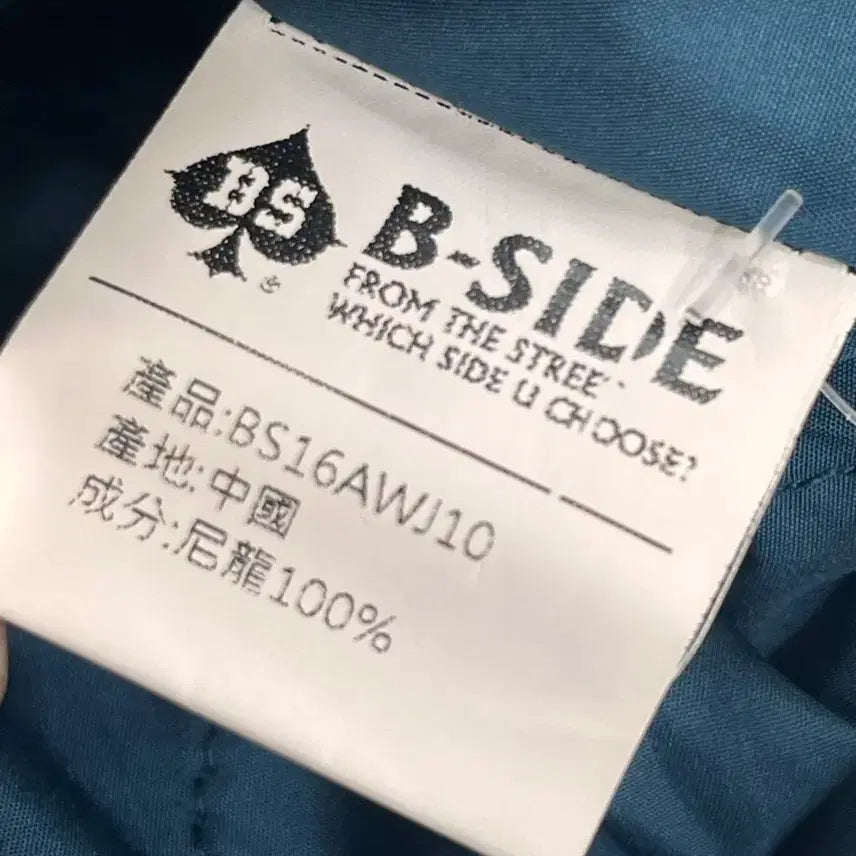 BS
B-SIDE
FROM THE STREET
WHICH SIDE U CHOOSE?
產品:BS16AWJ10
產地:中國
成分:尼龍100%